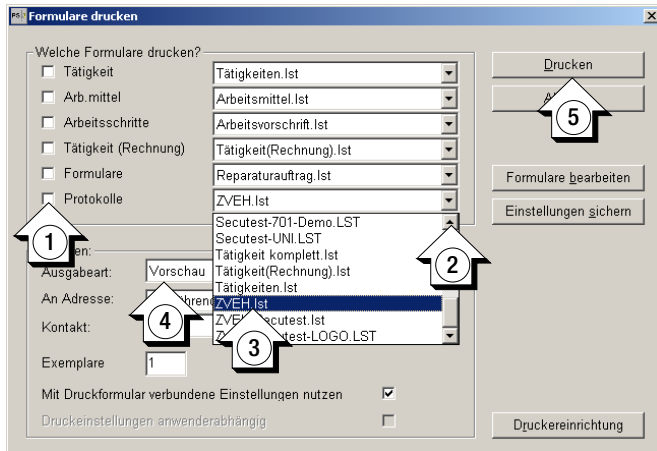 Formulare drucken
Welche Formulare drucken?
Tätigkeit
Tätigkeiten.lst
Arb.mittel
Arbeitsmittel.lst
Arbeitsschritte
Arbeitsvorschrift.lst
Tätigkeit (Rechnung)
Tätigkeit(Rechnung).lst
Formulare
Reparaturauftrag.lst
Protokolle
ZVEH.lst
Secutest-701-Demo.LST
Secutest-UNI.LST
Tätigkeit komplett.lst
Tätigkeit(Rechnung).lst
Tätigkeiten.lst
ZVEH.lst
Ausgabeart:
Vorschau
An Adresse:
Kontakt:
Exemplare
1
Mit Druckformular verbundene Einstellungen nutzen
Druckeinstellungen anwenderabhängig
Drucken
Formulare bearbeiten
Einstellungen sichern
Druckereinrichtung
1
2
3
4
5